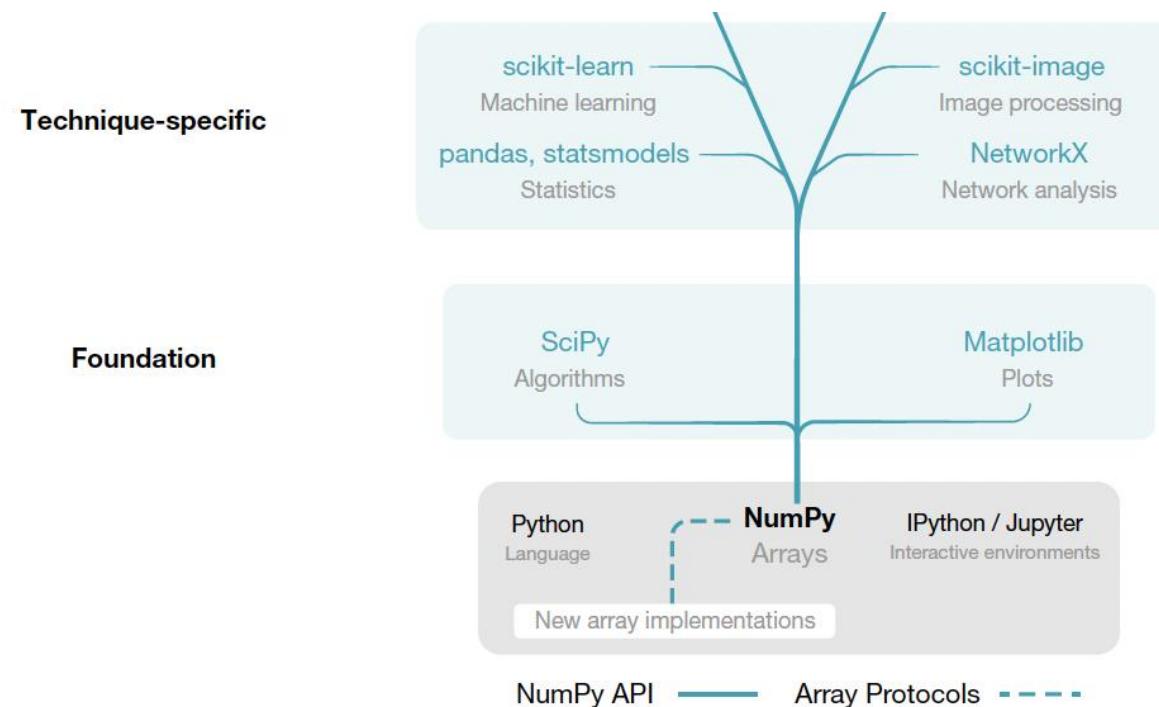 Technique-specific
scikit-learn
Machine learning
scikit-image
Image processing
pandas, statsmodels
Statistics
NetworkX
Network analysis
Foundation
SciPy
Algorithms
Matplotlib
Plots
Python
Language
NumPy
Arrays
IPython / Jupyter
Interactive environments
New array implementations
NumPy API
Array Protocols